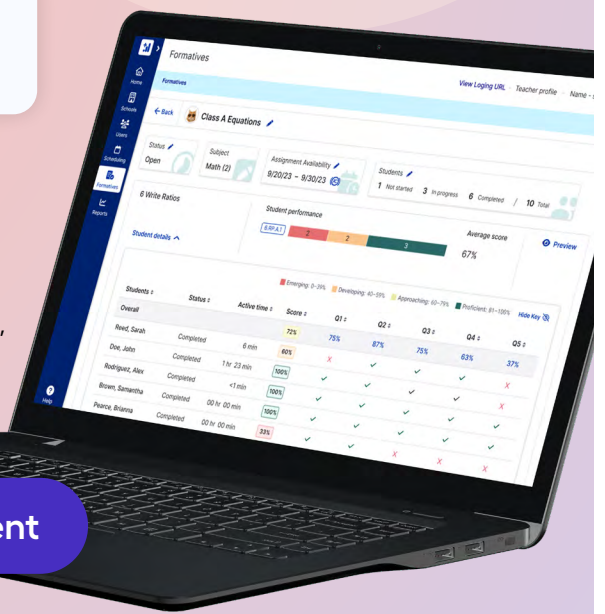 Formatives
View Loging URL
Teacher profile
Name -
Formatives
Back
Class A Equations
Home
Schools
Users
Scheduling
Formatives
Reports
Help
Status
Open
Subject
Math (2)
Assignment Availability
9/20/23 - 9/30/23
Students
1 Not started 3 In progress 6 Completed / 10 Total
6 Write Ratios
Student performance
Average score
Preview
6.RP.A.1 2 2 3
67%
Student details
Emerging: 0-39% Developing: 40-59% Approaching: 60-79% Proficient: 81-100% Hide Key
Students Status Active time Score Q1 Q2 Q3 Q4 Q5
Overall 72% 75% 87% 75% 63% 37%
Reed, Sarah Completed 6 min 60% X
Doe, John Completed 1 hr 23 min 100%
Rodriguez, Alex Completed <1 min 100%
Brown, Samantha Completed 00 hr 00 min 100%
Pearce, Brianna Completed 00 hr 00 min 33%
ent